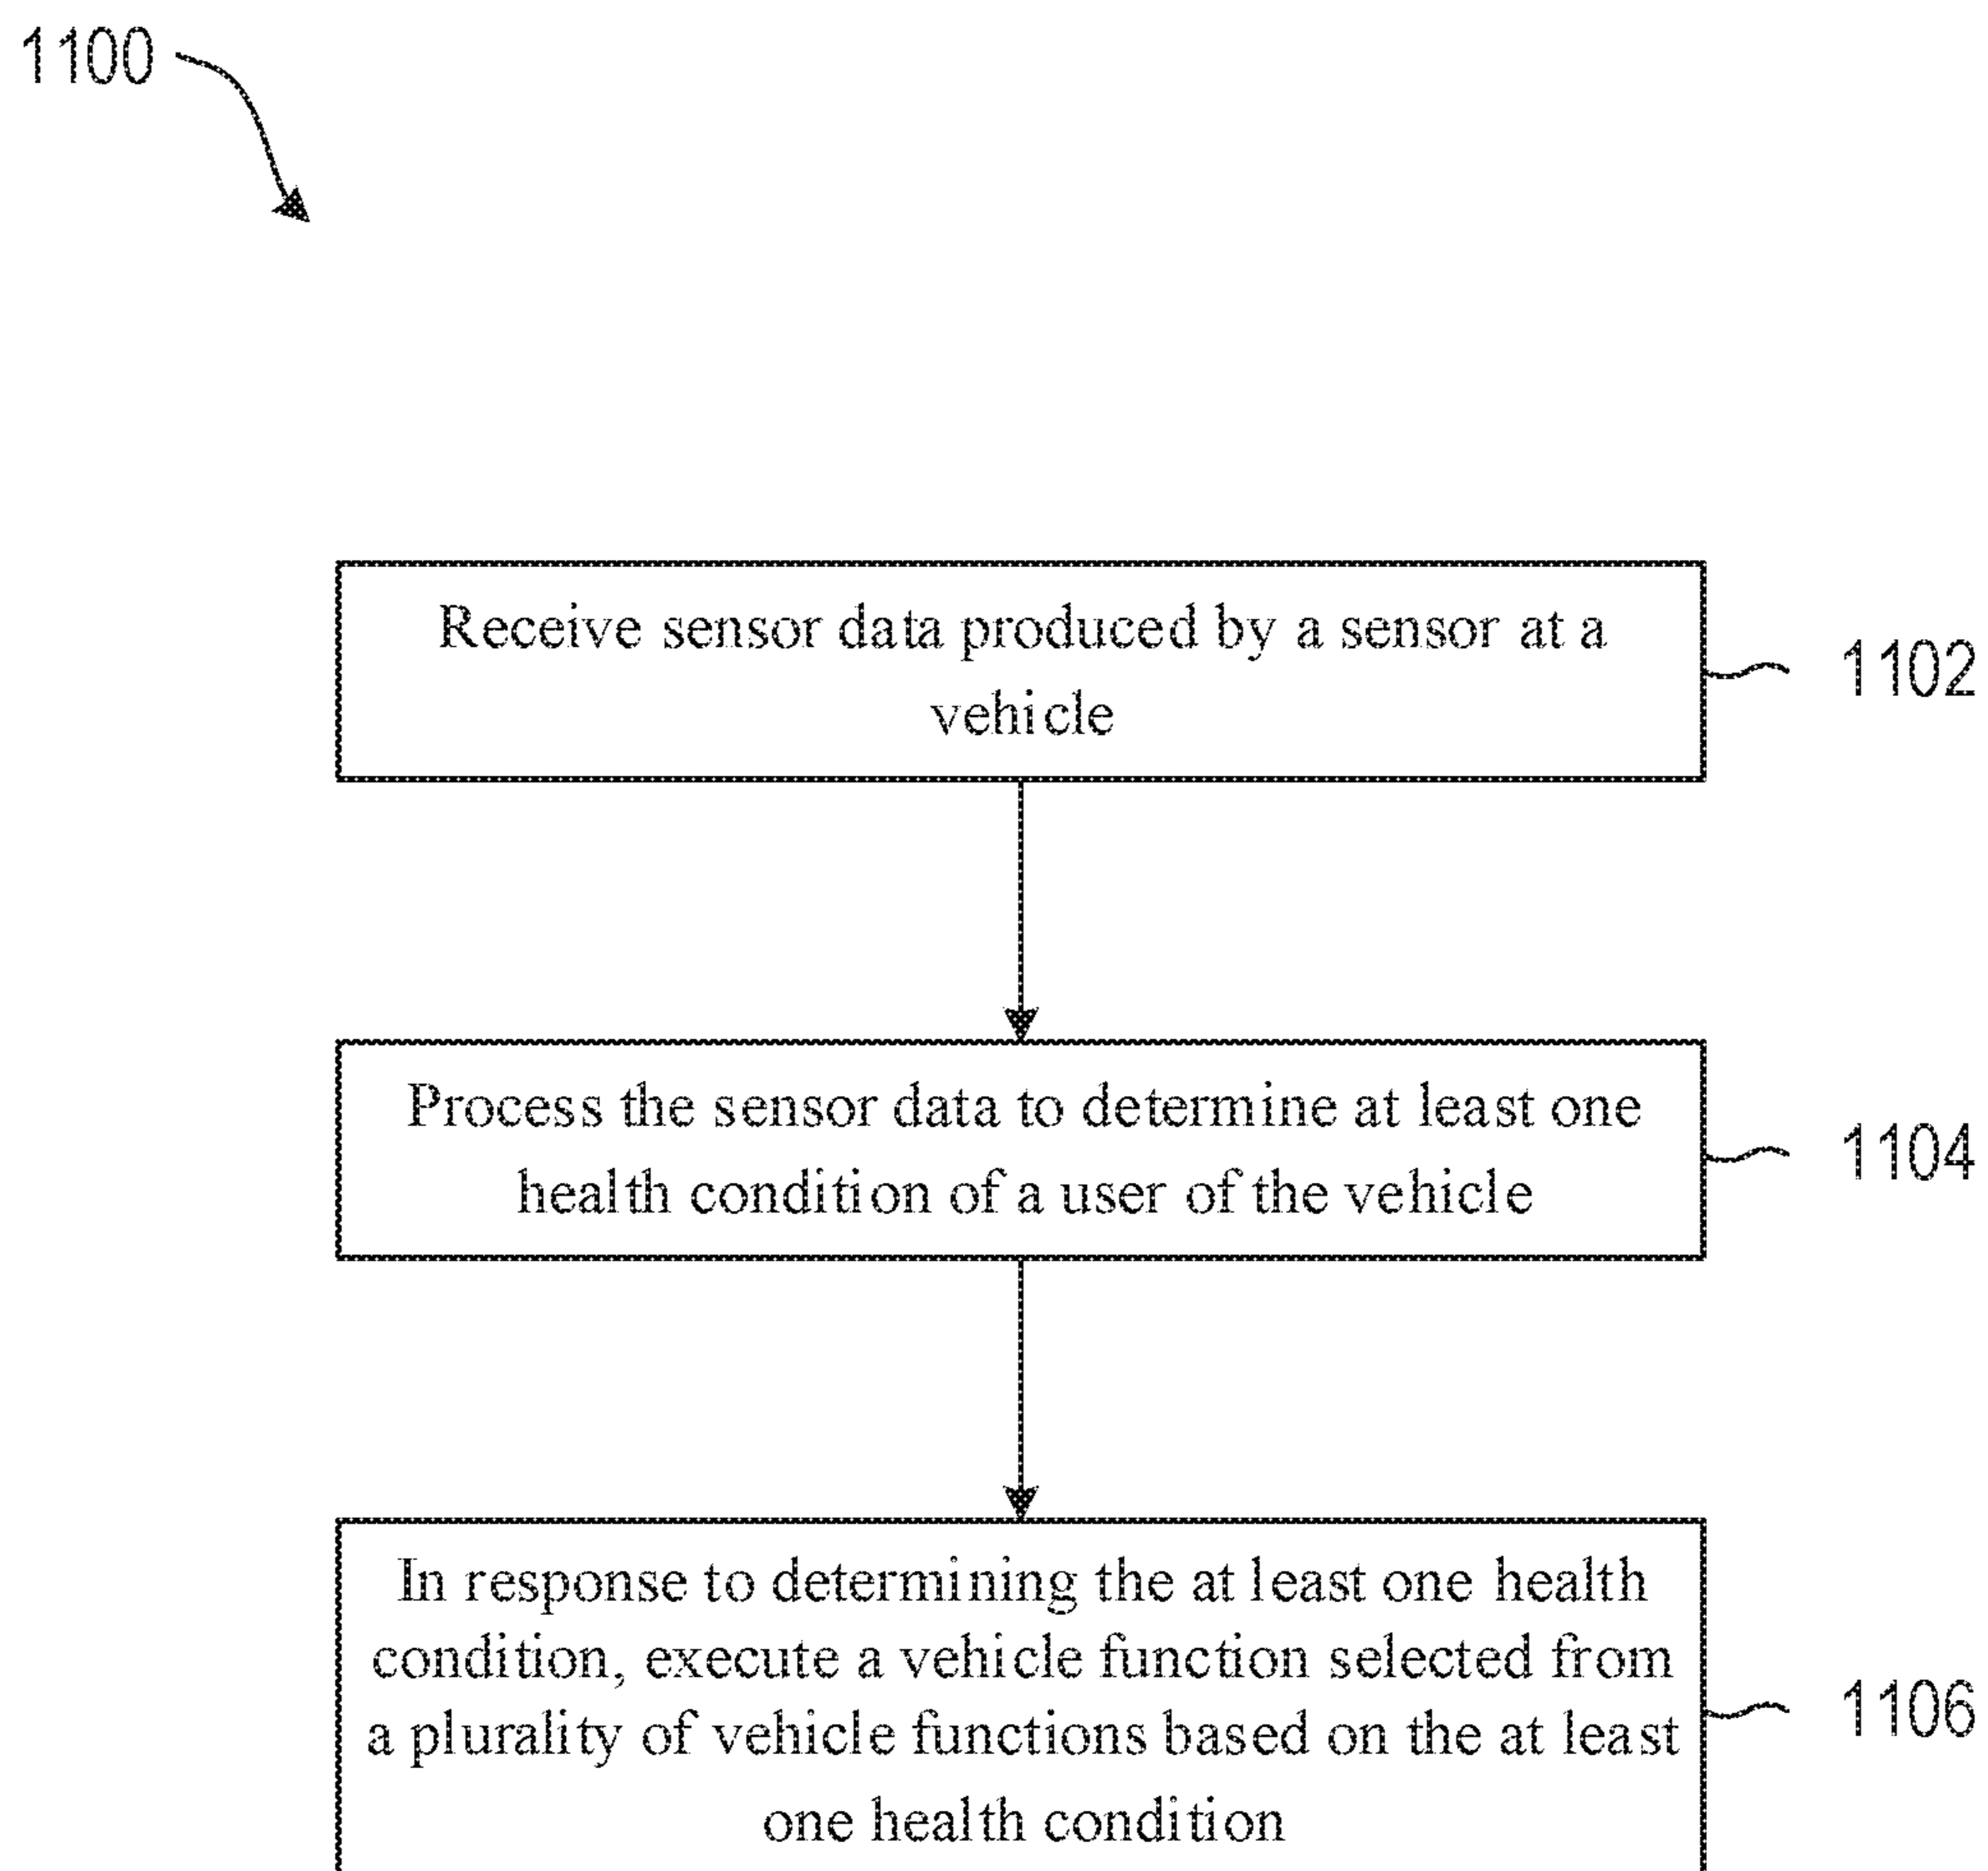 1100
Receive sensor data produced by a sensor at a
vehicle
1102
Process the sensor data to determine at least one
health condition of a user of the vehicle
1104
In response to determining the at least one health
condition, execute a vehicle function selected from
a plurality of vehicle functions based on the at least
one health condition
1106